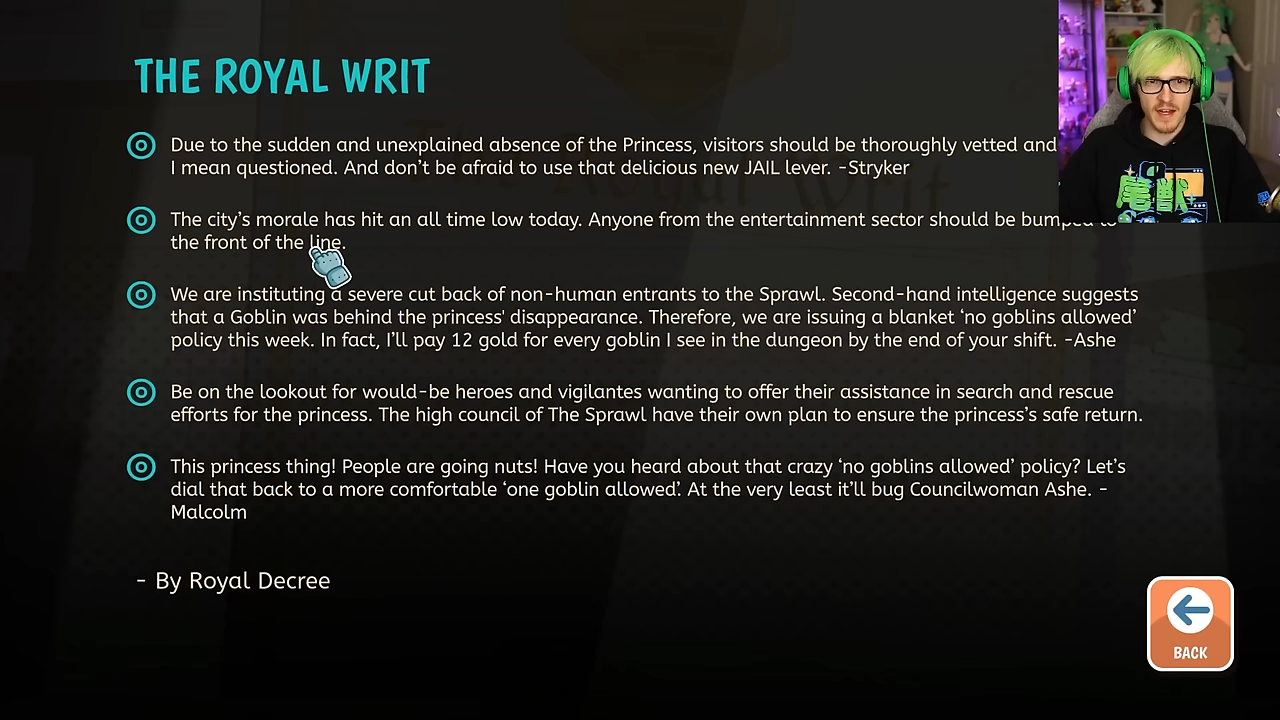 THE ROYAL WRIT
Due to the sudden and unexplained absence of the Princess, visitors should be thoroughly vetted and
I mean questioned. And don't be afraid to use that delicious new JAIL lever. -Stryker
The city's morale has hit an all time low today. Anyone from the entertainment sector should be bumped to
the front of the line.
We are instituting a severe cut back of non-human entrants to the Sprawl. Second-hand intelligence suggests
that a Goblin was behind the princess' disappearance. Therefore, we are issuing a blanket ‘no goblins allowed’
policy this week. In fact, I'll pay 12 gold for every goblin I see in the dungeon by the end of your shift. -Ashe
Be on the lookout for would-be heroes and vigilantes wanting to offer their assistance in search and rescue
efforts for the princess. The high council of The Sprawl have their own plan to ensure the princess's safe return.
This princess thing! People are going nuts! Have you heard about that crazy ‘no goblins allowed’ policy? Let's
dial that back to a more comfortable ‘one goblin allowed’. At the very least it'll bug Councilwoman Ashe. -
Malcolm
- By Royal Decree
BACK